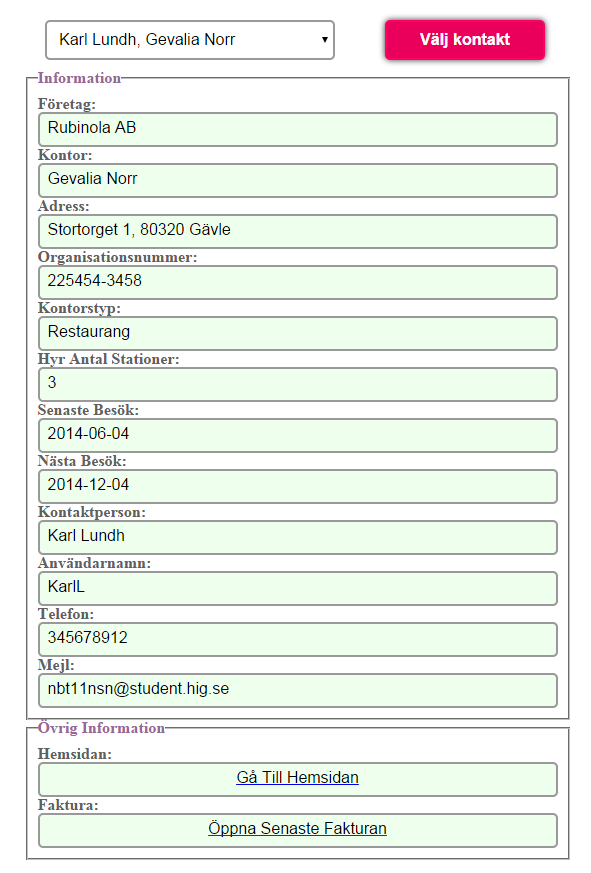 Karl Lundh, Gevalia Norr
Välj kontakt
Information
Företag:
Rubinola AB
Kontor:
Gevalia Norr
Adress:
Stortorget 1, 80320 Gävle
Organisationsnummer:
225454-3458
Kontorstyp:
Restaurang
Hyr Antal Stationer:
3
Senaste Besök:
2014-06-04
Nästa Besök:
2014-12-04
Kontaktperson:
Karl Lundh
Användarnamn:
KarlL
Telefon:
345678912
Mejl:
nbt11nsn@student.hig.se
Övrig Information
Hemsidan:
Gå Till Hemsidan
Faktura:
Öppna Senaste Fakturan